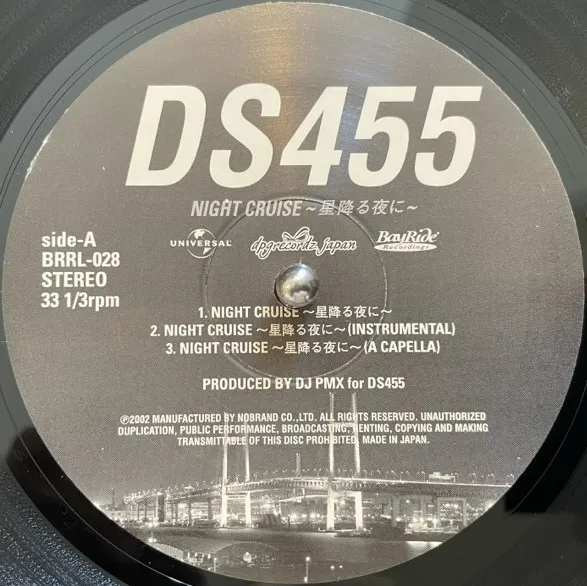 DS455
NIGHT CRUISE ～星降る夜に～
side-A
BRRL-028
STEREO
33 1/3rpm
UNIVERSAL
dpgrecordz japan
BayRide
Recordings
1. NIGHT CRUISE ～星降る夜に～
2. NIGHT CRUISE ～星降る夜に～(INSTRUMENTAL)
3. NIGHT CRUISE ～星降る夜に～(A CAPELLA)
PRODUCED BY DJ PMX for DS455
℗2002 MANUFACTURED BY NOBRAND CO.,LTD. ALL RIGHTS RESERVED. UNAUTHORIZED
DUPLICATION, PUBLIC PERFORMANCE, BROADCASTING, RENTING, COPYING AND MAKING
TRANSMITTABLE OF THIS DISC PROHIBITED. MADE IN JAPAN.